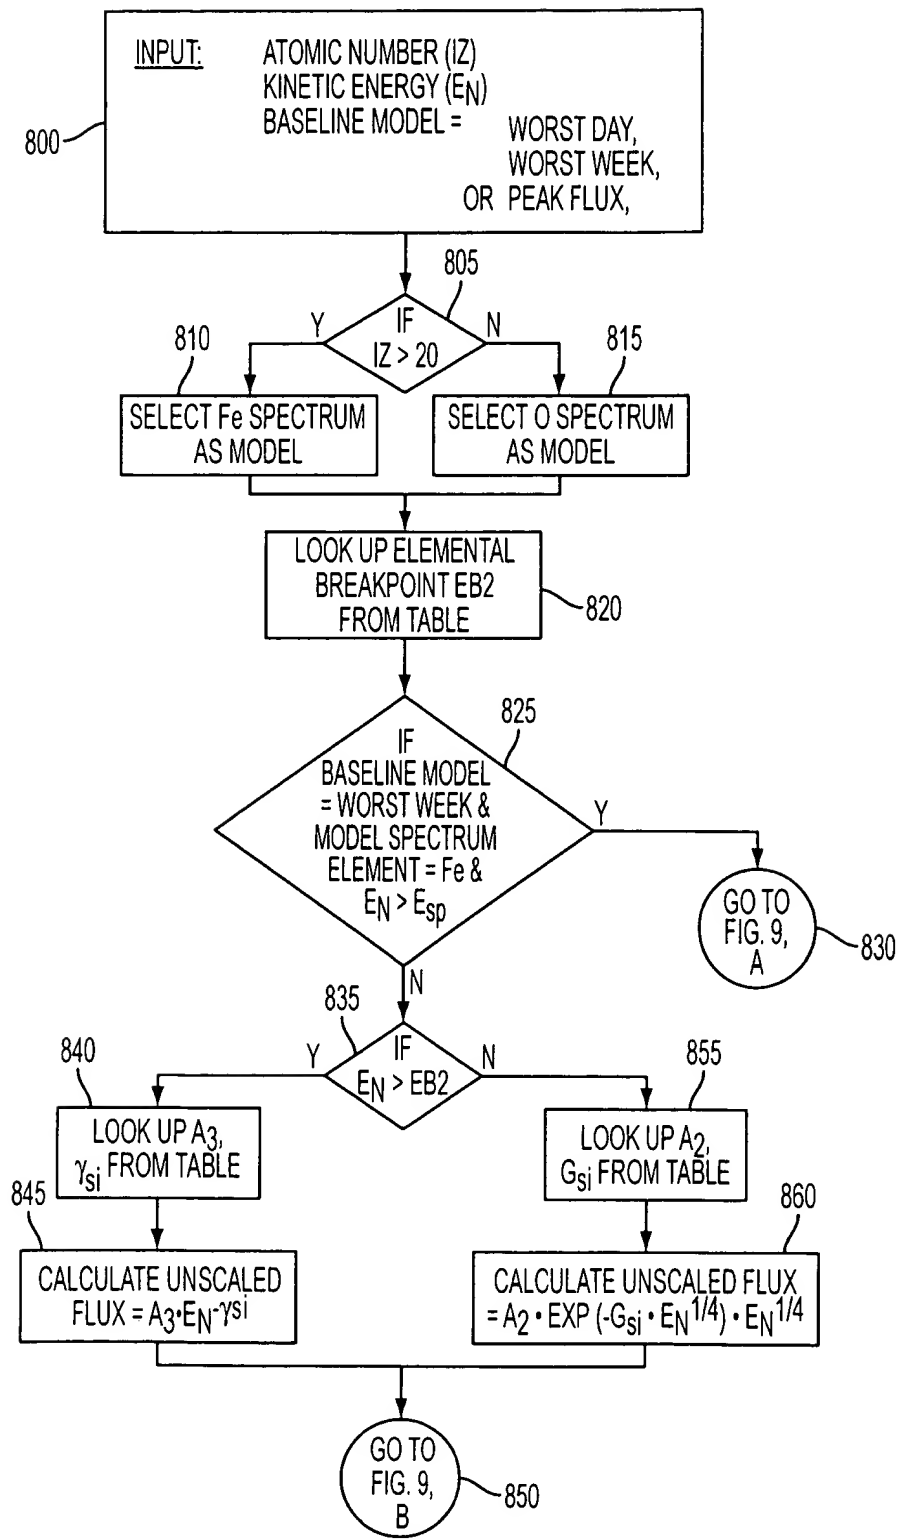 INPUT: ATOMIC NUMBER (IZ)
KINETIC ENERGY (E_N)
BASELINE MODEL =
WORST DAY,
WORST WEEK,
OR PEAK FLUX,
800
805
IF
IZ > 20
Y
N
810
SELECT Fe SPECTRUM
AS MODEL
815
SELECT O SPECTRUM
AS MODEL
LOOK UP ELEMENTAL
BREAKPOINT EB2
FROM TABLE
820
825
IF
BASELINE MODEL
= WORST WEEK &
MODEL SPECTRUM
ELEMENT = Fe &
E_N > E_sp
Y
N
GO TO
FIG. 9,
A
830
835
IF
E_N > EB2
Y
N
840
LOOK UP A_3,
γ_si FROM TABLE
855
LOOK UP A_2,
G_si FROM TABLE
845
CALCULATE UNSCALED
FLUX = A_3•E_N^-γsi
860
CALCULATE UNSCALED FLUX
= A_2 • EXP (-G_si • E_N^1/4) • E_N^1/4
GO TO
FIG. 9,
B
850